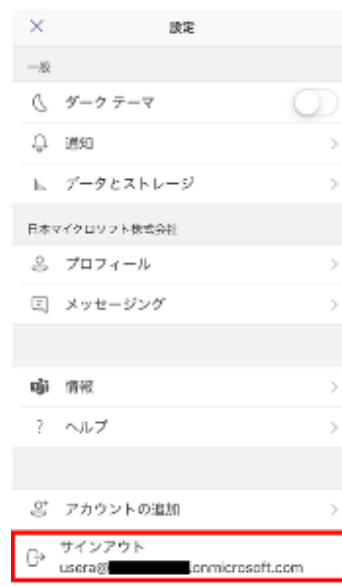 設定
一般
ダーク テーマ
通知
データとストレージ
日本マイクロソフト株式会社
プロフィール
メッセージング
情報
ヘルプ
アカウントの追加
サインアウト
usera@ .onmicrosoft.com